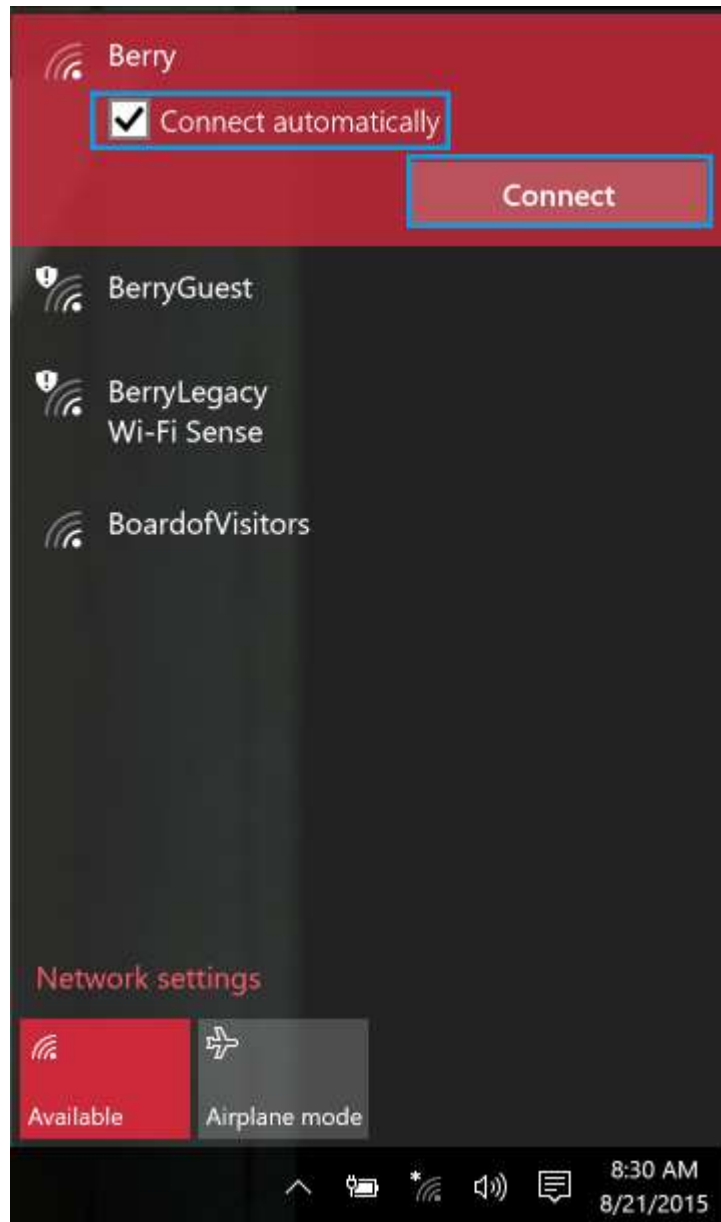 Berry
Connect automatically
Connect
BerryGuest
BerryLegacy
Wi-Fi Sense
BoardofVisitors
Network settings
Available
Airplane mode
8:30 AM
8/21/2015